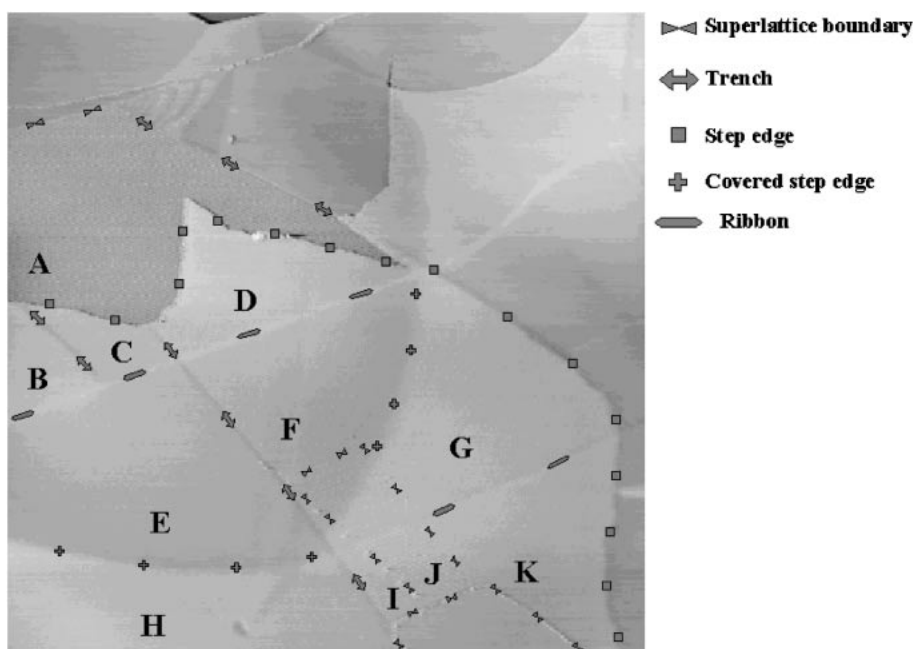 Superlattice boundary
Trench
Step edge
Covered step edge
Ribbon
A
D
C
B
F
G
E
J
K
I
H